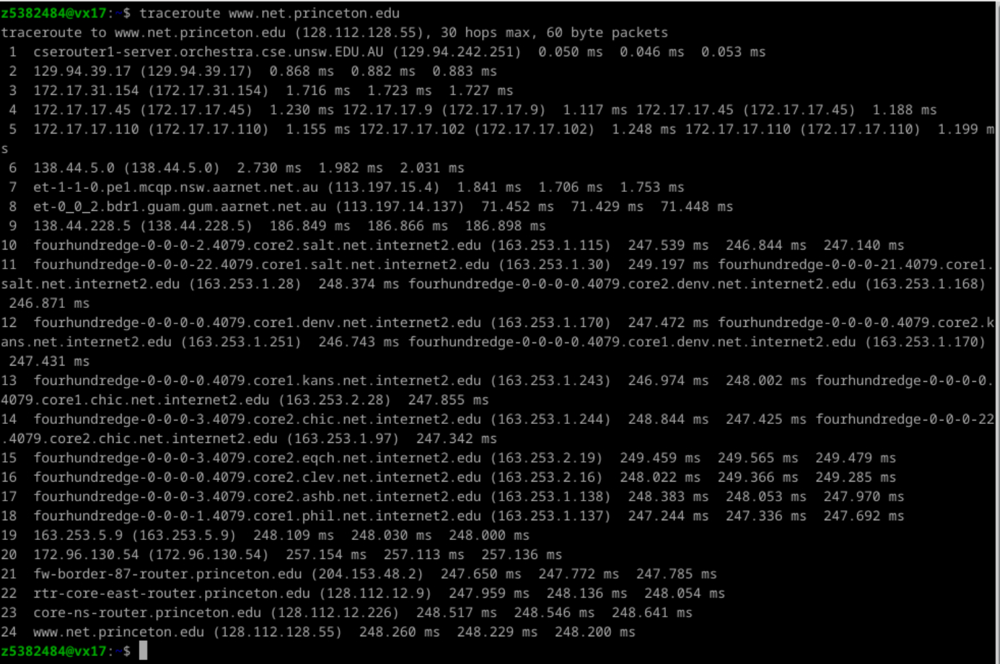 z5382484@vx17:~$ traceroute www.net.princeton.edu
traceroute to www.net.princeton.edu (128.112.128.55), 30 hops max, 60 byte packets
 1  cserouter1-server.orchestra.cse.unsw.EDU.AU (129.94.242.251)  0.050 ms  0.046 ms  0.053 ms
 2  129.94.39.17 (129.94.39.17)  0.868 ms  0.882 ms  0.883 ms
 3  172.17.31.154 (172.17.31.154)  1.716 ms  1.723 ms  1.727 ms
 4  172.17.17.45 (172.17.17.45)  1.230 ms 172.17.17.9 (172.17.17.9)  1.117 ms 172.17.17.45 (172.17.17.45)  1.188 ms
 5  172.17.17.110 (172.17.17.110)  1.155 ms 172.17.17.102 (172.17.17.102)  1.248 ms 172.17.17.110 (172.17.17.110)  1.199 m
s
 6  138.44.5.0 (138.44.5.0)  2.730 ms  1.982 ms  2.031 ms
 7  et-1-1-0.pe1.mcqp.nsw.aarnet.net.au (113.197.15.4)  1.841 ms  1.706 ms  1.753 ms
 8  et-0_0_2.bdr1.guam.gum.aarnet.net.au (113.197.14.137)  71.452 ms  71.429 ms  71.448 ms
 9  138.44.228.5 (138.44.228.5)  186.849 ms  186.866 ms  186.898 ms
10  fourhundredge-0-0-0-2.4079.core2.salt.net.internet2.edu (163.253.1.115)  247.539 ms  246.844 ms  247.140 ms
11  fourhundredge-0-0-0-22.4079.core1.salt.net.internet2.edu (163.253.1.30)  249.197 ms fourhundredge-0-0-0-21.4079.core1.
salt.net.internet2.edu (163.253.1.28)  248.374 ms fourhundredge-0-0-0-0.4079.core2.denv.net.internet2.edu (163.253.1.168)
 246.871 ms
12  fourhundredge-0-0-0-0.4079.core1.denv.net.internet2.edu (163.253.1.170)  247.472 ms fourhundredge-0-0-0-0.4079.core2.k
ans.net.internet2.edu (163.253.1.251)  246.743 ms fourhundredge-0-0-0-0.4079.core1.denv.net.internet2.edu (163.253.1.170)
 247.431 ms
13  fourhundredge-0-0-0-0.4079.core1.kans.net.internet2.edu (163.253.1.243)  246.974 ms  248.002 ms fourhundredge-0-0-0-0.
4079.core1.chic.net.internet2.edu (163.253.2.28)  247.855 ms
14  fourhundredge-0-0-0-3.4079.core2.chic.net.internet2.edu (163.253.1.244)  248.844 ms  247.425 ms fourhundredge-0-0-0-22
.4079.core2.chic.net.internet2.edu (163.253.1.97)  247.342 ms
15  fourhundredge-0-0-0-3.4079.core2.eqch.net.internet2.edu (163.253.2.19)  249.459 ms  249.565 ms  249.479 ms
16  fourhundredge-0-0-0-0.4079.core2.clev.net.internet2.edu (163.253.2.16)  248.022 ms  249.366 ms  249.285 ms
17  fourhundredge-0-0-0-3.4079.core2.ashb.net.internet2.edu (163.253.1.138)  248.383 ms  248.053 ms  247.970 ms
18  fourhundredge-0-0-0-1.4079.core1.phil.net.internet2.edu (163.253.1.137)  247.244 ms  247.336 ms  247.692 ms
19  163.253.5.9 (163.253.5.9)  248.109 ms  248.030 ms  248.000 ms
20  172.96.130.54 (172.96.130.54)  257.154 ms  257.113 ms  257.136 ms
21  fw-border-87-router.princeton.edu (204.153.48.2)  247.650 ms  247.772 ms  247.785 ms
22  rtr-core-east-router.princeton.edu (128.112.12.9)  247.959 ms  248.136 ms  248.054 ms
23  core-ns-router.princeton.edu (128.112.12.226)  248.517 ms  248.546 ms  248.641 ms
24  www.net.princeton.edu (128.112.128.55)  248.260 ms  248.229 ms  248.200 ms
z5382484@vx17:~$